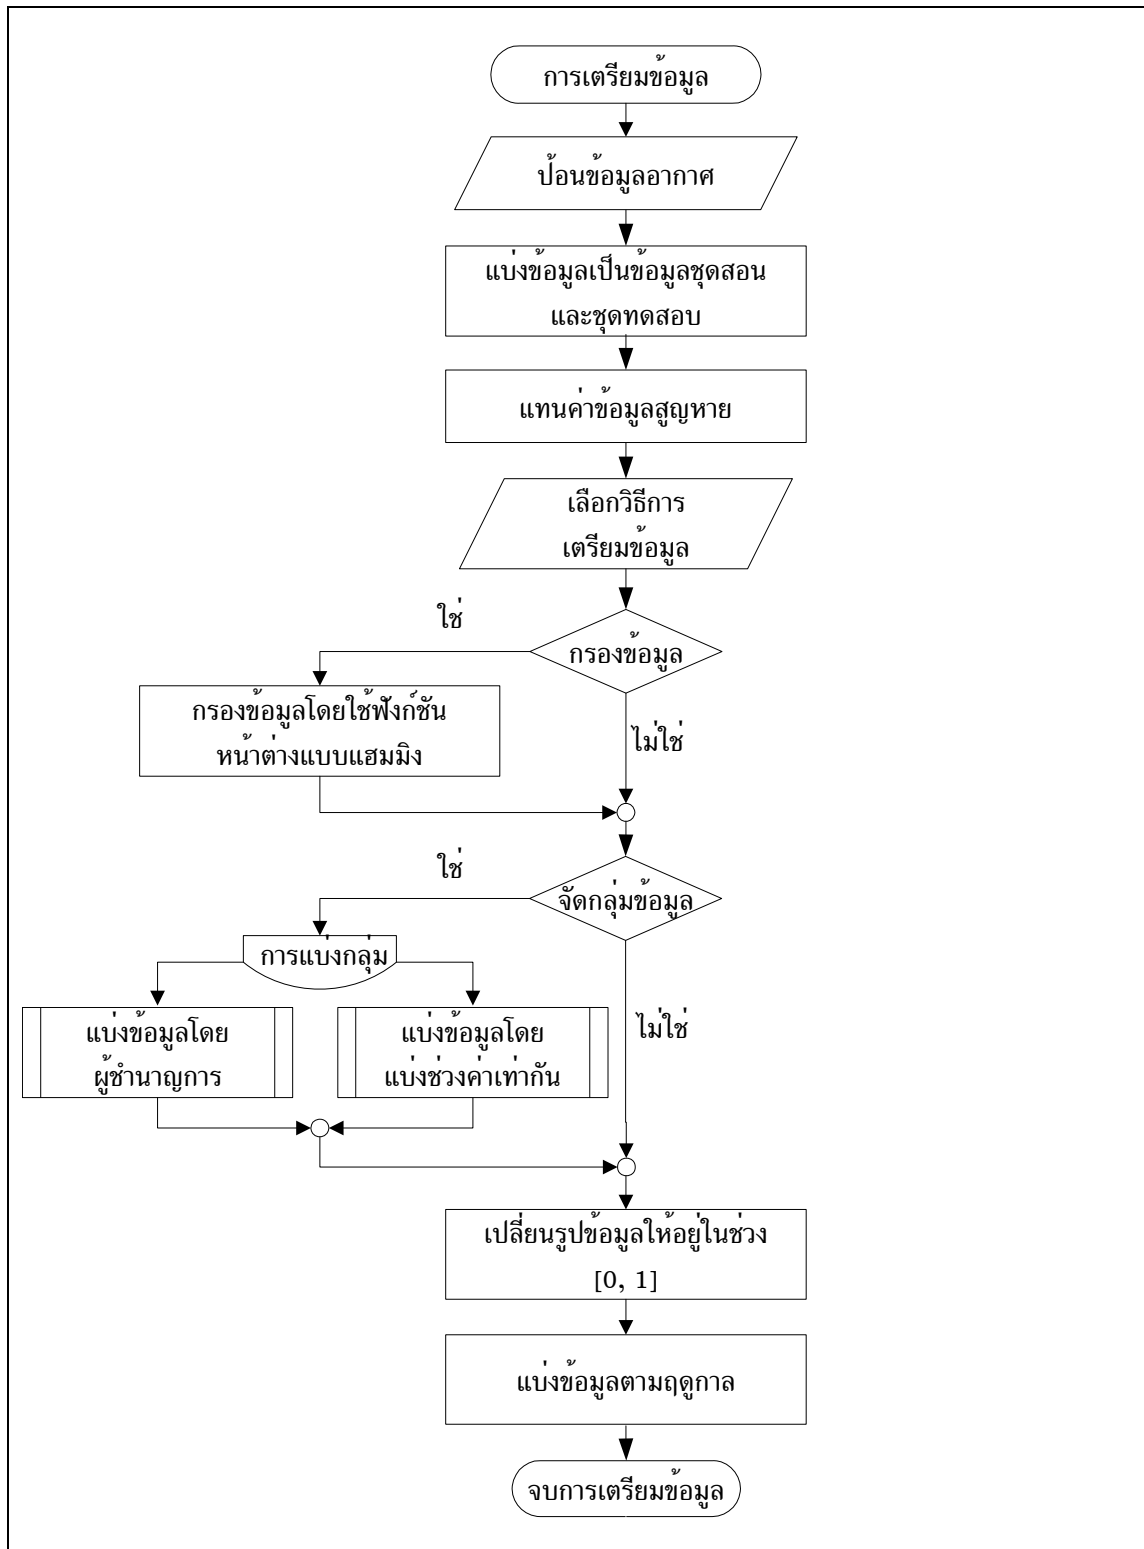 การเตรียมข้อมูล
ป้อนข้อมูลอากาศ
แบ่งข้อมูลเป็นข้อมูลชุดสอน
และชุดทดสอบ
แทนค่าข้อมูลสูญหาย
เลือกวิธีการ
เตรียมข้อมูล
ใช่
กรองข้อมูล
กรองข้อมูลโดยใช้ฟังก์ชัน
หน้าต่างแบบแฮมมิง
ไม่ใช่
ใช่
จัดกลุ่มข้อมูล
การแบ่งกลุ่ม
แบ่งข้อมูลโดย
ผู้ชำนาญการ
แบ่งข้อมูลโดย
แบ่งช่วงค่าเท่ากัน
ไม่ใช่
เปลี่ยนรูปข้อมูลให้อยู่ในช่วง
[0, 1]
แบ่งข้อมูลตามฤดูกาล
จบการเตรียมข้อมูล